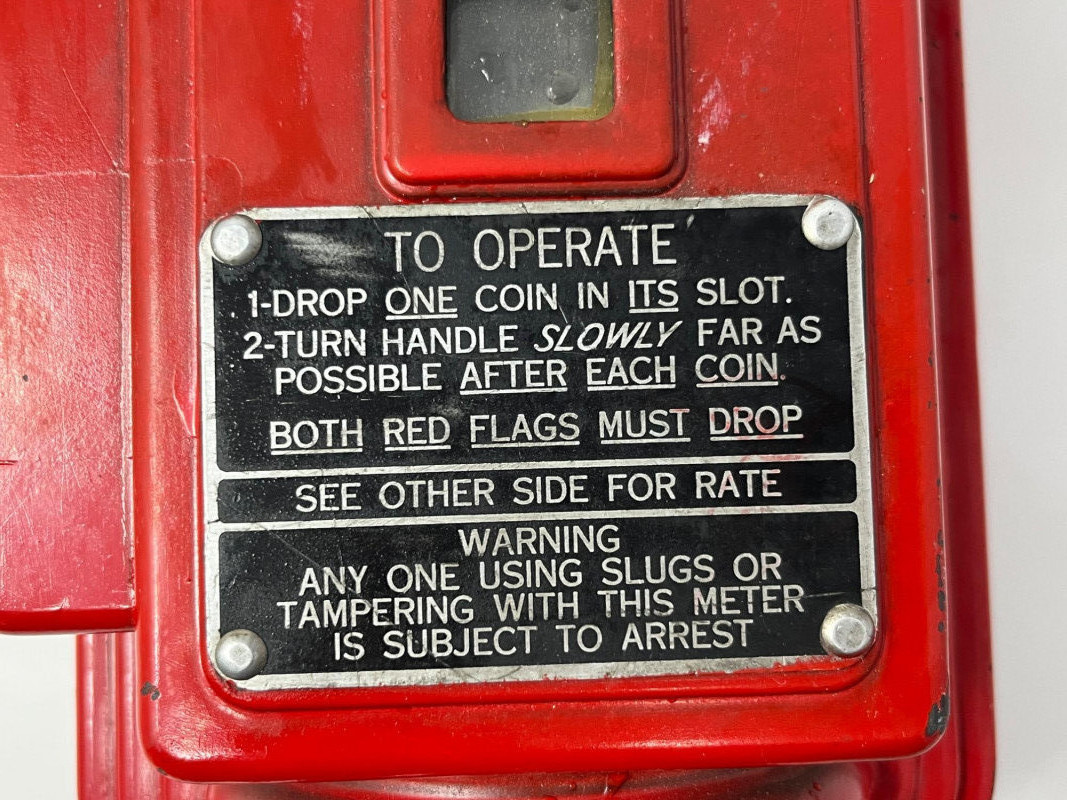 TO OPERATE
1-DROP ONE COIN IN ITS SLOT.
2-TURN HANDLE SLOWLY FAR AS
POSSIBLE AFTER EACH COIN.
BOTH RED FLAGS MUST DROP
SEE OTHER SIDE FOR RATE
WARNING
ANY ONE USING SLUGS OR
TAMPERING WITH THIS METER
IS SUBJECT TO ARREST